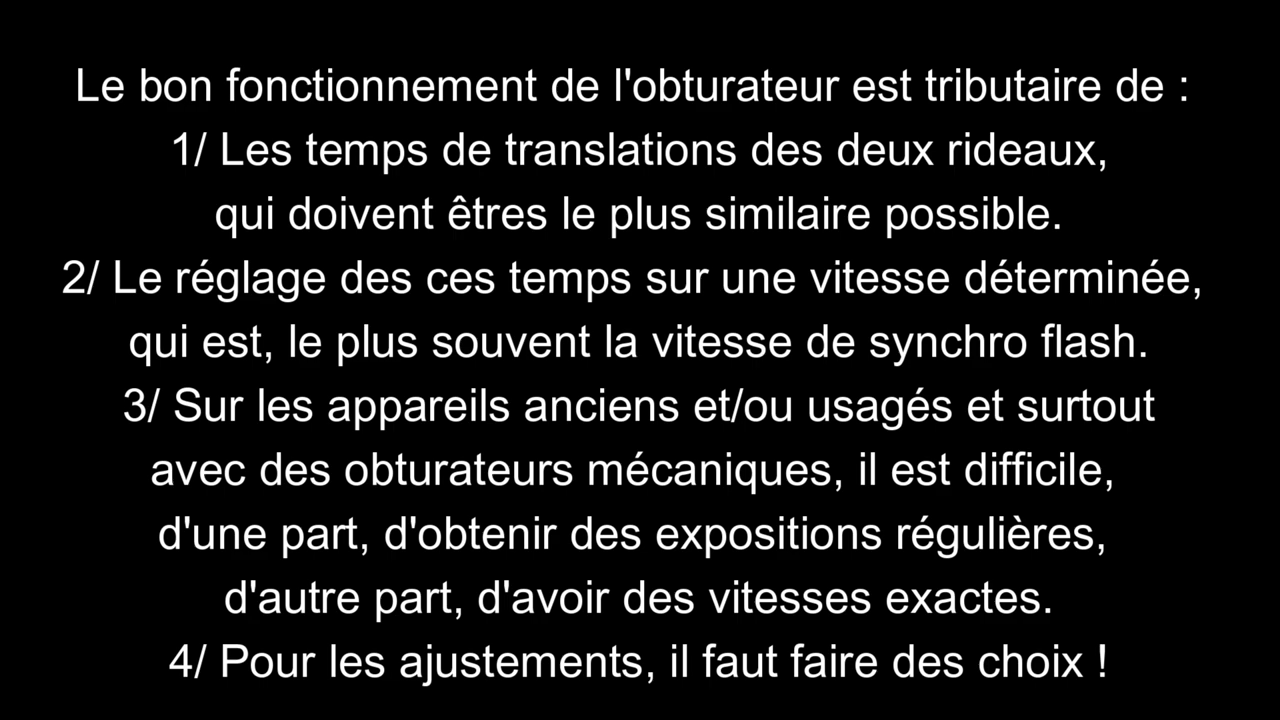 Le bon fonctionnement de l'obturateur est tributaire de :
1/ Les temps de translations des deux rideaux,
qui doivent êtres le plus similaire possible.
2/ Le réglage des ces temps sur une vitesse déterminée,
qui est, le plus souvent la vitesse de synchro flash.
3/ Sur les appareils anciens et/ou usagés et surtout
avec des obturateurs mécaniques, il est difficile,
d'une part, d'obtenir des expositions régulières,
d'autre part, d'avoir des vitesses exactes.
4/ Pour les ajustements, il faut faire des choix !